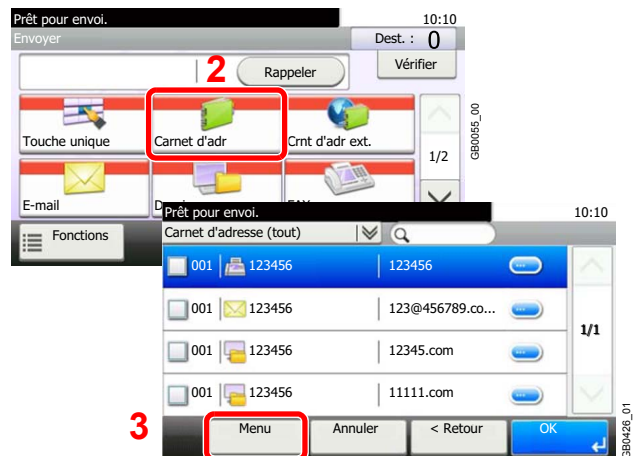 Prêt pour envoi. 10:10
Envoyer Dest. : 0
2 Rappeler Vérifier
Touche unique Carnet d'adr Crnt d'adr ext.
1/2
GB0055_00
E-mail
Fonctions
Prêt pour envoi. 10:10
Carnet d'adresse (tout)
001 123456 123456
001 123456 123@456789.co...
1/1
001 123456 12345.com
001 123456 11111.com
3 Menu Annuler < Retour OK
GB0426_01